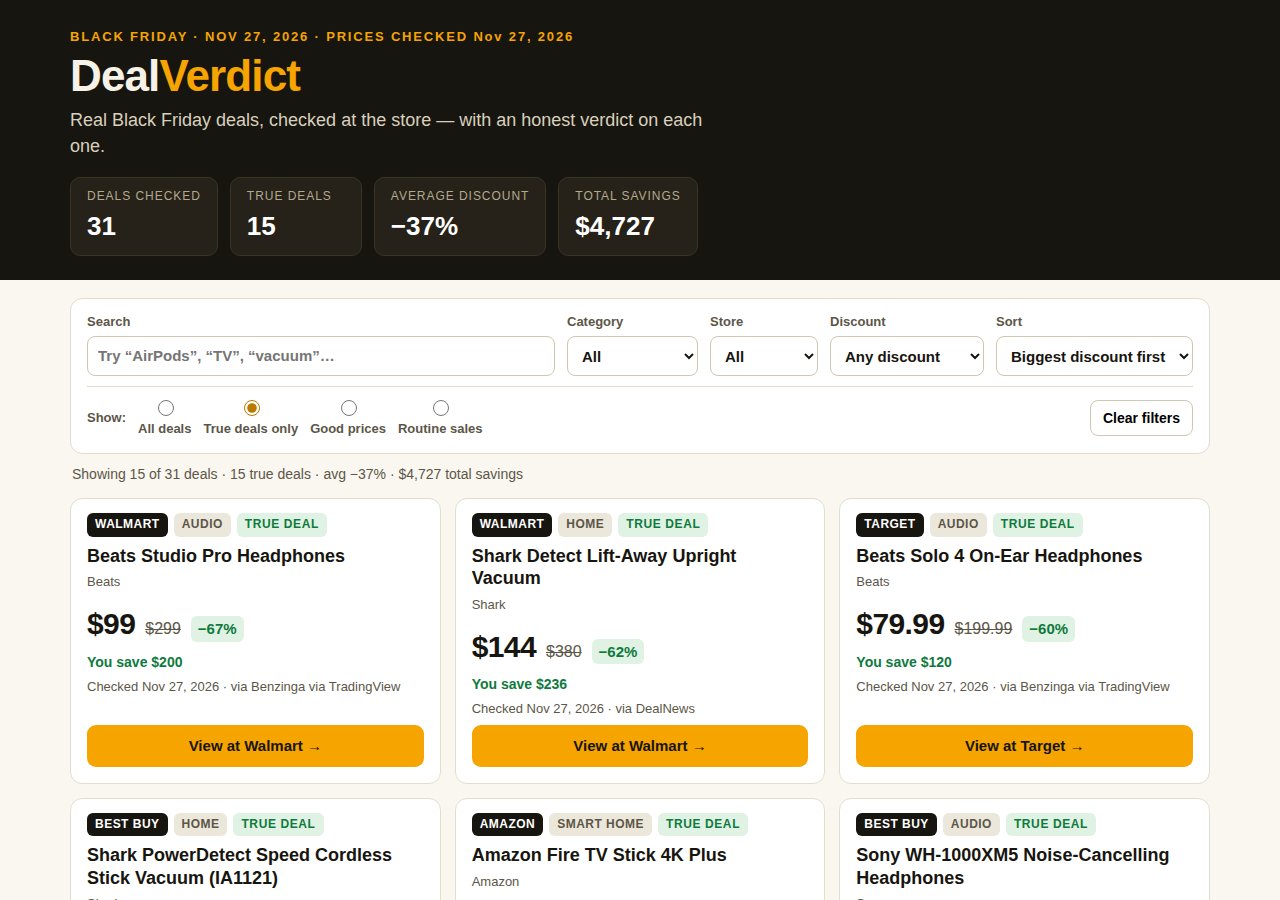 BLACK FRIDAY · NOV 27, 2026 · PRICES CHECKED Nov 27, 2026
DealVerdict
Real Black Friday deals, checked at the store — with an honest verdict on each
one.
DEALS CHECKED
31
TRUE DEALS
15
AVERAGE DISCOUNT
−37%
TOTAL SAVINGS
$4,727
Search
Try “AirPods”, “TV”, “vacuum”…
Category
All
Store
All
Discount
Any discount
Sort
Biggest discount first
Show:
All deals
True deals only
Good prices
Routine sales
Clear filters
Showing 15 of 31 deals · 15 true deals · avg −37% · $4,727 total savings
WALMART AUDIO TRUE DEAL
Beats Studio Pro Headphones
Beats
$99 $299 −67%
You save $200
Checked Nov 27, 2026 · via Benzinga via TradingView
View at Walmart →
WALMART HOME TRUE DEAL
Shark Detect Lift-Away Upright
Vacuum
Shark
$144 $380 −62%
You save $236
Checked Nov 27, 2026 · via DealNews
View at Walmart →
TARGET AUDIO TRUE DEAL
Beats Solo 4 On-Ear Headphones
Beats
$79.99 $199.99 −60%
You save $120
Checked Nov 27, 2026 · via Benzinga via TradingView
View at Target →
BEST BUY HOME TRUE DEAL
Shark PowerDetect Speed Cordless
Stick Vacuum (IA1121)
AMAZON SMART HOME TRUE DEAL
Amazon Fire TV Stick 4K Plus
Amazon
BEST BUY AUDIO TRUE DEAL
Sony WH-1000XM5 Noise-Cancelling
Headphones